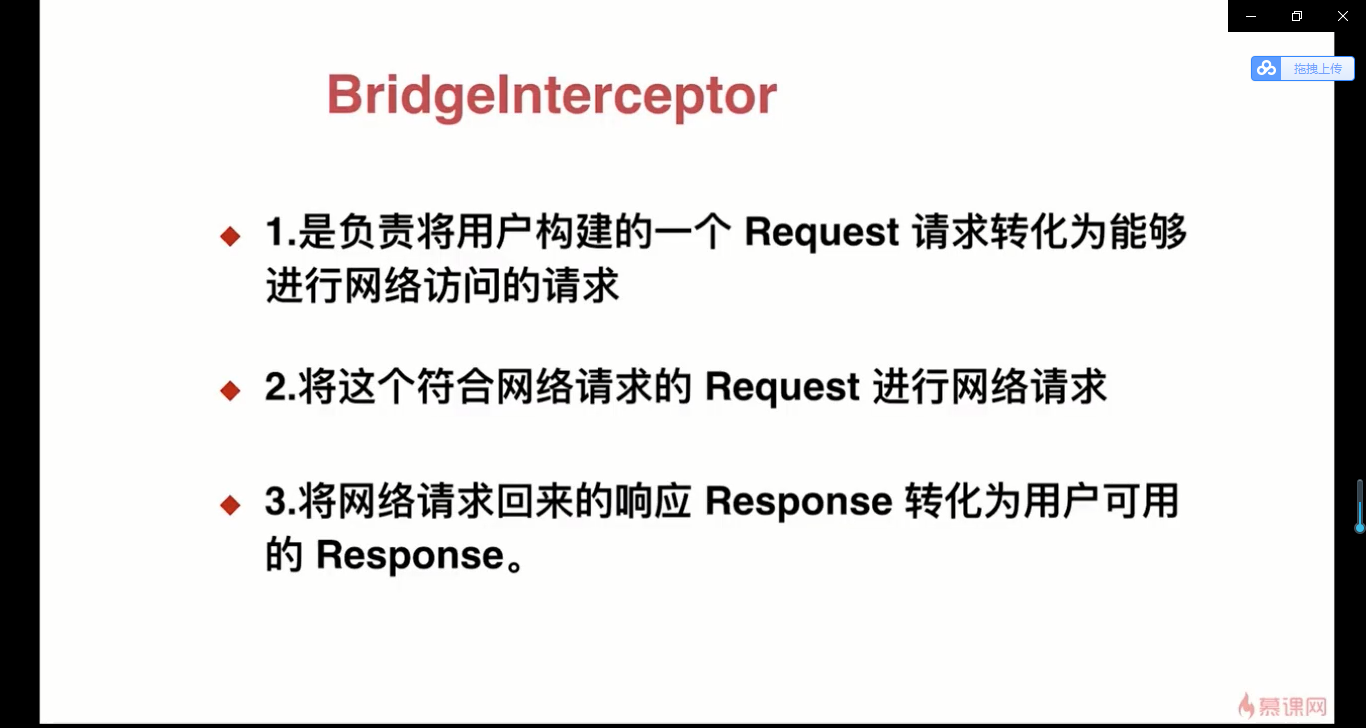 拖拽上传
BridgeInterceptor
1.是负责将用户构建的一个 Request 请求转化为能够
进行网络访问的请求
2.将这个符合网络请求的 Request 进行网络请求
3.将网络请求回来的响应 Response 转化为用户可用
的 Response。
慕课网